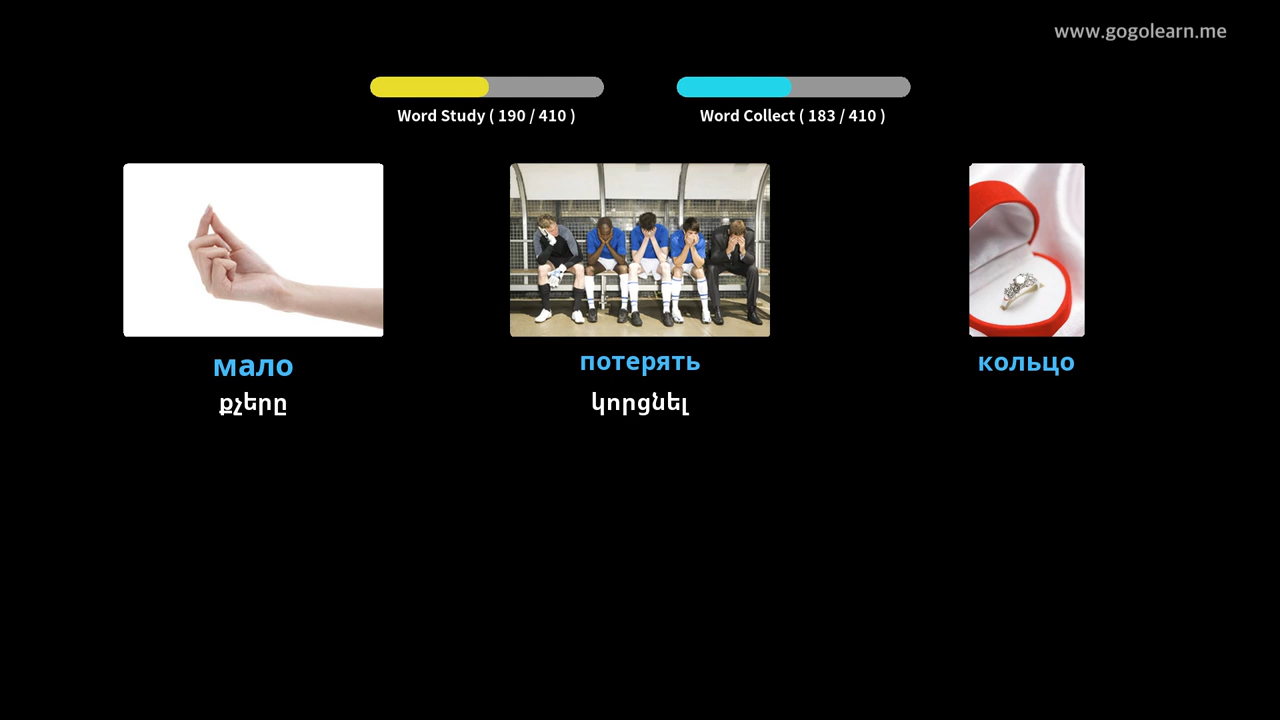 www.gogolearn.me
Word Study ( 190 / 410 )
Word Collect ( 183 / 410 )
мало
քչերը
потерять
կորցնել
кольцо